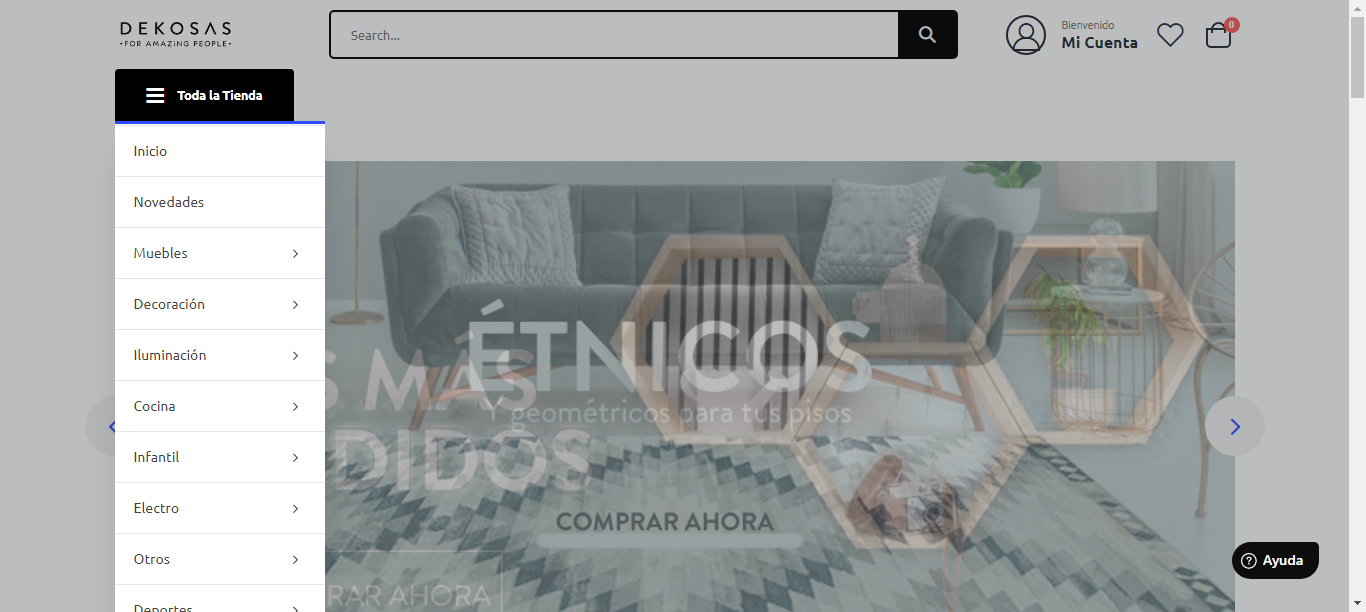 DEKOSAS
•FOR AMAZING PEOPLE•
Search...
Bienvenido
Mi Cuenta
0
Toda la Tienda
Inicio
Novedades
Muebles
Decoración
Iluminación
Cocina
Infantil
Electro
Otros
Deportes
ÉTNICOS
Y geométricos para tus pisos
COMPRAR AHORA
S MÁS
DIDOS
RAR AHORA
Ayuda